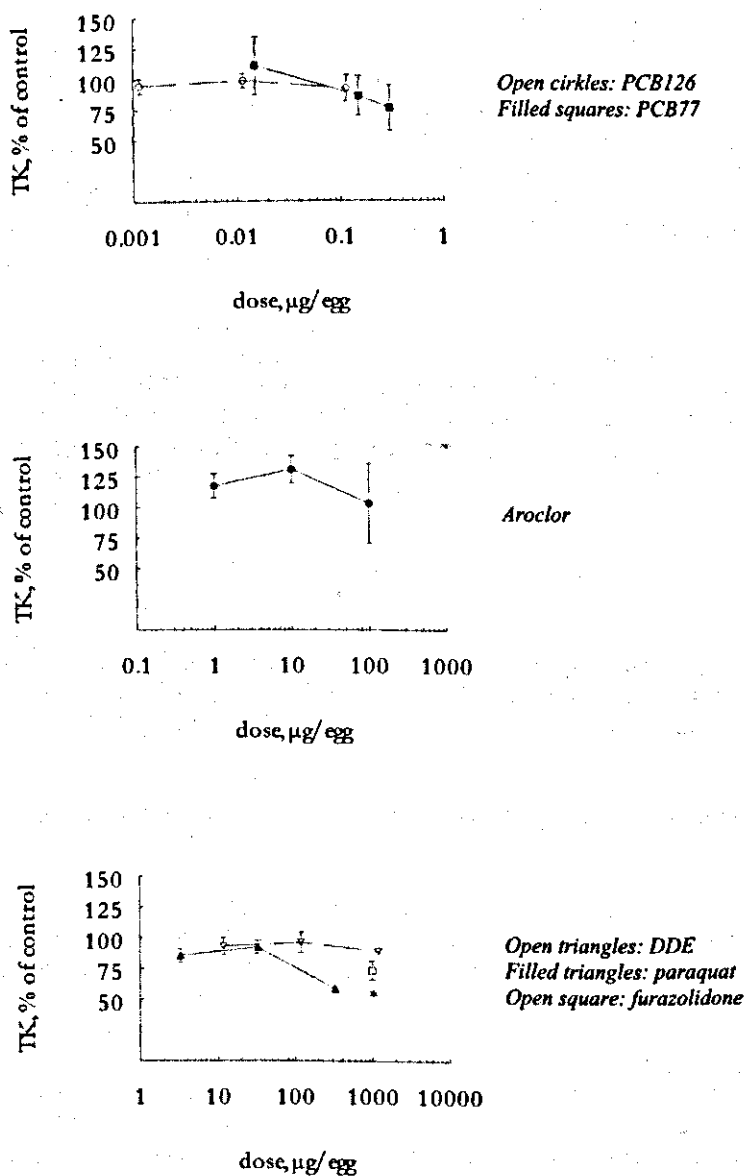 TK, % of control
150
125
100
75
50
0.001 0.01 0.1 1
dose, µg/egg
Open cirkles: PCB126
Filled squares: PCB77
TK, % of control
150
125
100
75
50
0.1 1 10 100 1000
dose, µg/egg
Aroclor
TK, % of control
150
125
100
75
50
1 10 100 1000 10000
dose, µg/egg
Open triangles: DDE
Filled triangles: paraquat
Open square: furazolidone